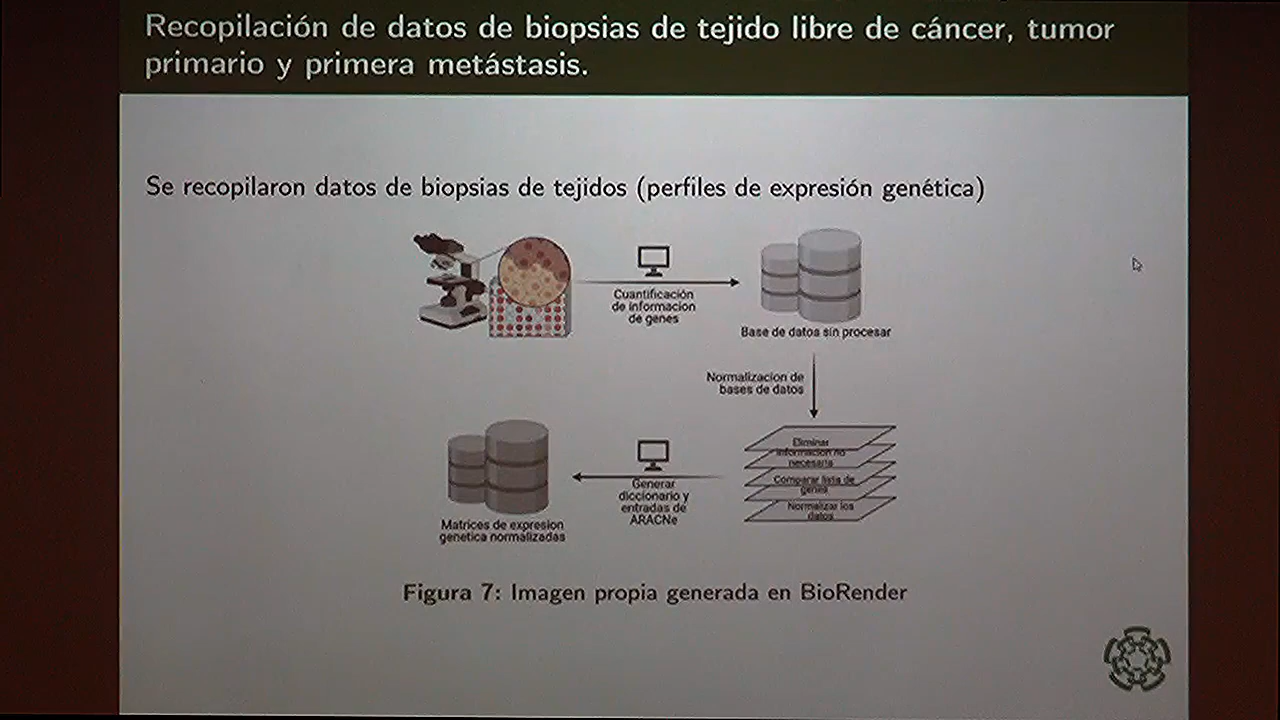 Recopilación de datos de biopsias de tejido libre de cáncer, tumor
primario y primera metástasis.
Se recopilaron datos de biopsias de tejidos (perfiles de expresión genética)
Cuantificación
de informacion
de genes
Base de datos sin procesar
Normalizacion de
bases de datos
Eliminar
informacion no
necesaria
Comparar lista de
genes
Normalizar los
datos
Generar
diccionario y
entradas de
ARACNe
Matrices de expresion
genetica normalizadas
Figura 7: Imagen propia generada en BioRender